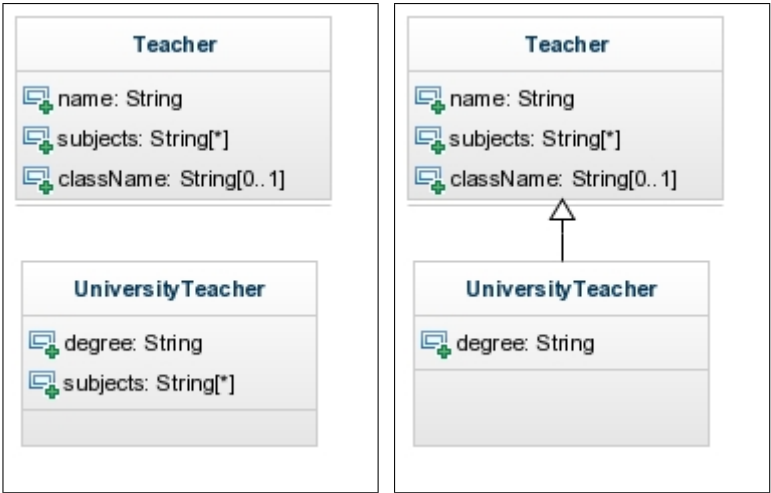 Teacher
name: String
subjects: String[*]
className: String[0..1]
UniversityTeacher
degree: String
subjects: String[*]
Teacher
name: String
subjects: String[*]
className: String[0..1]
UniversityTeacher
degree: String